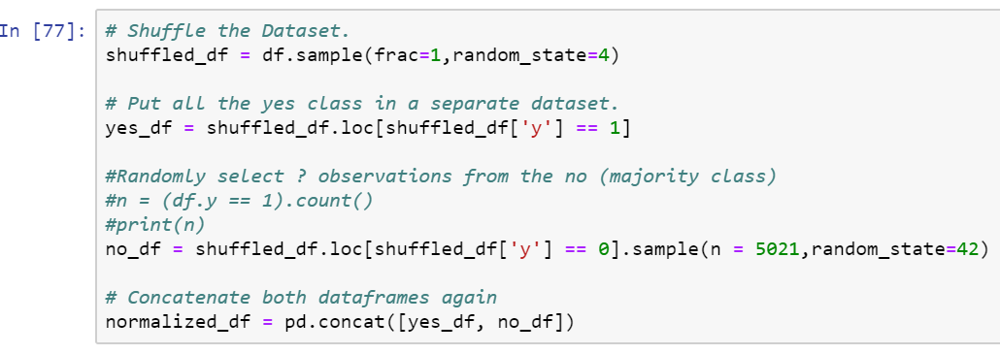 In [77]: # Shuffle the Dataset.
shuffled_df = df.sample(frac=1,random_state=4)
# Put all the yes class in a separate dataset.
yes_df = shuffled_df.loc[shuffled_df['y'] == 1]
#Randomly select ? observations from the no (majority class)
#n = (df.y == 1).count()
#print(n)
no_df = shuffled_df.loc[shuffled_df['y'] == 0].sample(n = 5021,random_state=42)
# Concatenate both dataframes again
normalized_df = pd.concat([yes_df, no_df])